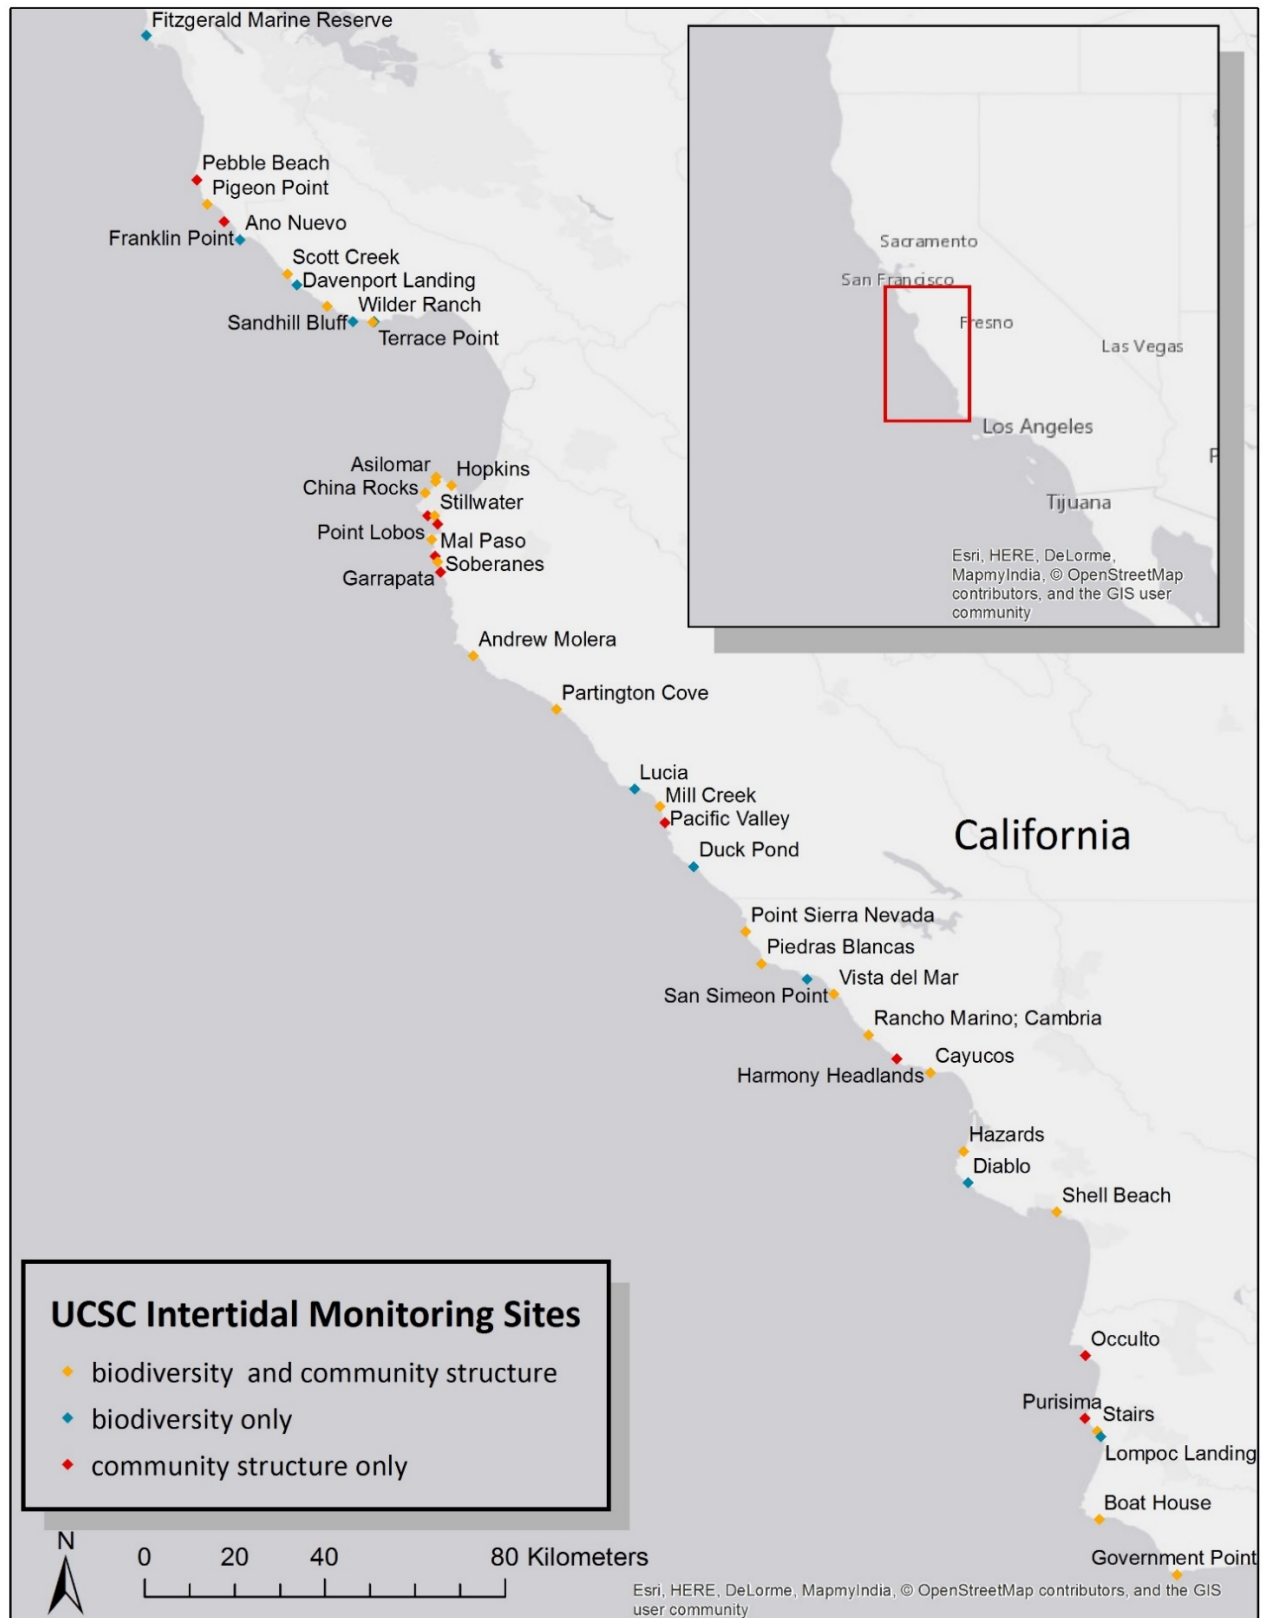 Fitzgerald Marine Reserve
Pebble Beach
Pigeon Point
Ano Nuevo
Franklin Point
Scott Creek
Davenport Landing
Wilder Ranch
Sandhill Bluff
Terrace Point
Asilomar
Hopkins
China Rocks
Stillwater
Point Lobos
Mal Paso
Soberanes
Garrapata
Andrew Molera
Partington Cove
Lucia
Mill Creek
Pacific Valley
Duck Pond
Point Sierra Nevada
Piedras Blancas
Vista del Mar
San Simeon Point
Rancho Marino; Cambria
Cayucos
Harmony Headlands
Hazards
Diablo
Shell Beach
Occulto
Purisima
Stairs
Lompoc Landing
Boat House
Government Point
California
Sacramento
San Francisco
Fresno
Las Vegas
Los Angeles
P
Tijuana
Esri, HERE, DeLorme,
MapmyIndia, © OpenStreetMap
contributors, and the GIS user
community
UCSC Intertidal Monitoring Sites
biodiversity and community structure
biodiversity only
community structure only
N
0 20 40 80 Kilometers
Esri, HERE, DeLorme, MapmyIndia, © OpenStreetMap contributors, and the GIS
user community